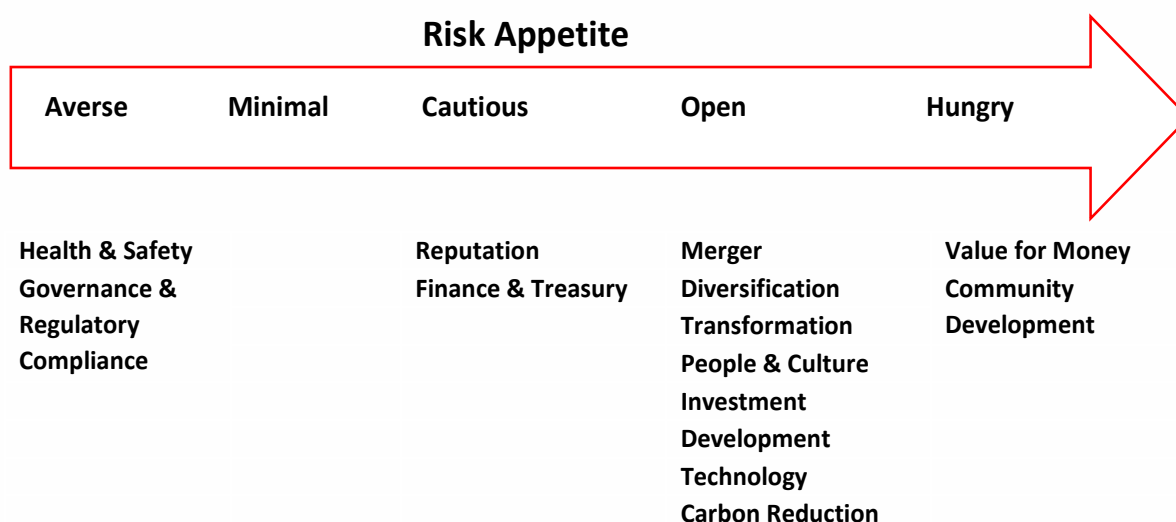 Risk Appetite
Averse Minimal Cautious Open Hungry
Health & Safety
Governance &
Regulatory
Compliance
Reputation
Finance & Treasury
Merger
Diversification
Transformation
People & Culture
Investment
Development
Technology
Carbon Reduction
Value for Money
Community
Development